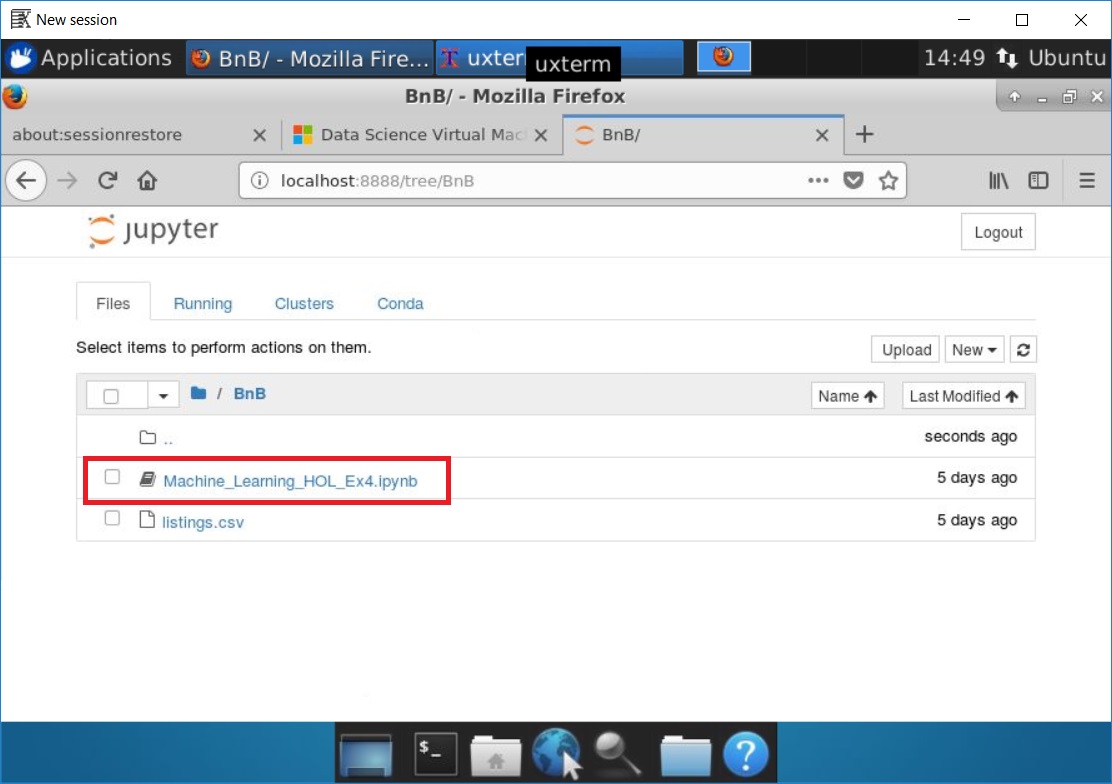 New session
Applications BnB/ - Mozilla Fire... uxter 14:49 Ubuntu
uxterm
BnB/ - Mozilla Firefox
about:sessionrestore Data Science Virtual Mac BnB/
localhost:8888/tree/BnB
jupyter Logout
Files Running Clusters Conda
Select items to perform actions on them. Upload New
/ BnB Name Last Modified
.. seconds ago
Machine_Learning_HOL_Ex4.ipynb 5 days ago
listings.csv 5 days ago
$_ ?